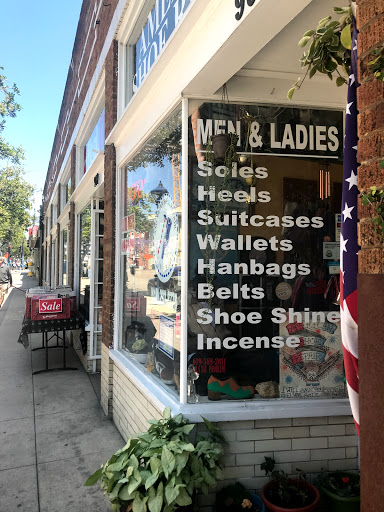 MEN & LADIES
Soles
Heels
Suitcases
Wallets
Hanbags
Belts
Shoe Shine
Incense
Sale